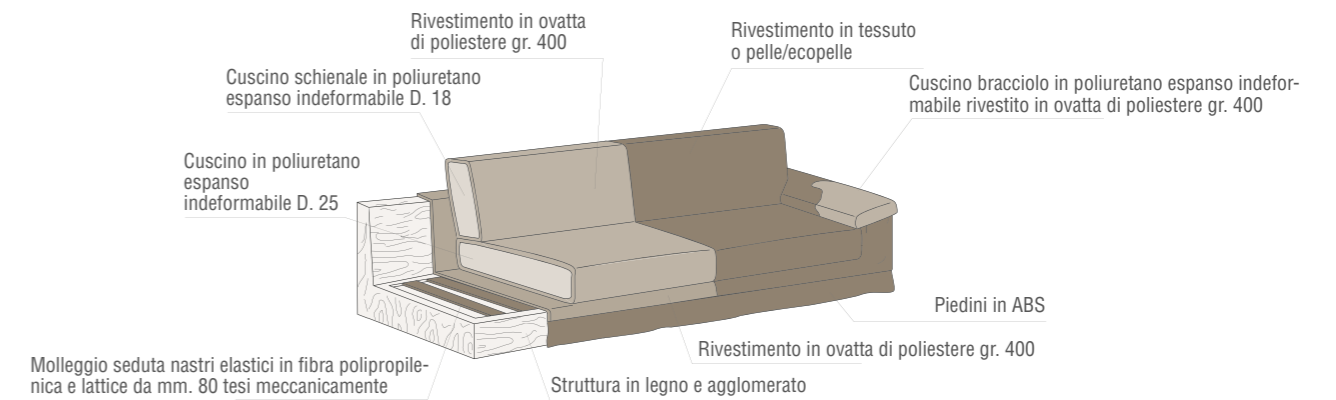 Rivestimento in ovatta
di poliestere gr. 400
Rivestimento in tessuto
o pelle/ecopelle
Cuscino schienale in poliuretano
espanso indeformabile D. 18
Cuscino bracciolo in poliuretano espanso indefor-
mabile rivestito in ovatta di poliestere gr. 400
Cuscino in poliuretano
espanso
indeformabile D. 25
Piedini in ABS
Rivestimento in ovatta di poliestere gr. 400
Molleggio seduta nastri elastici in fibra polipropile-
nica e lattice da mm. 80 tesi meccanicamente
Struttura in legno e agglomerato